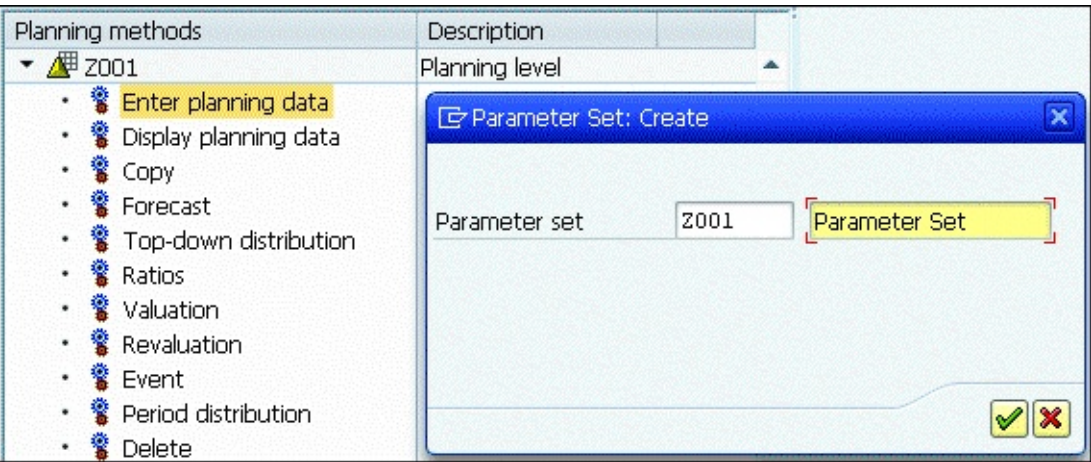 Planning methods Description
Z001 Planning level
Enter planning data
Display planning data
Copy
Forecast
Top-down distribution
Ratios
Valuation
Revaluation
Event
Period distribution
Delete
Parameter Set: Create
Parameter set Z001 Parameter Set